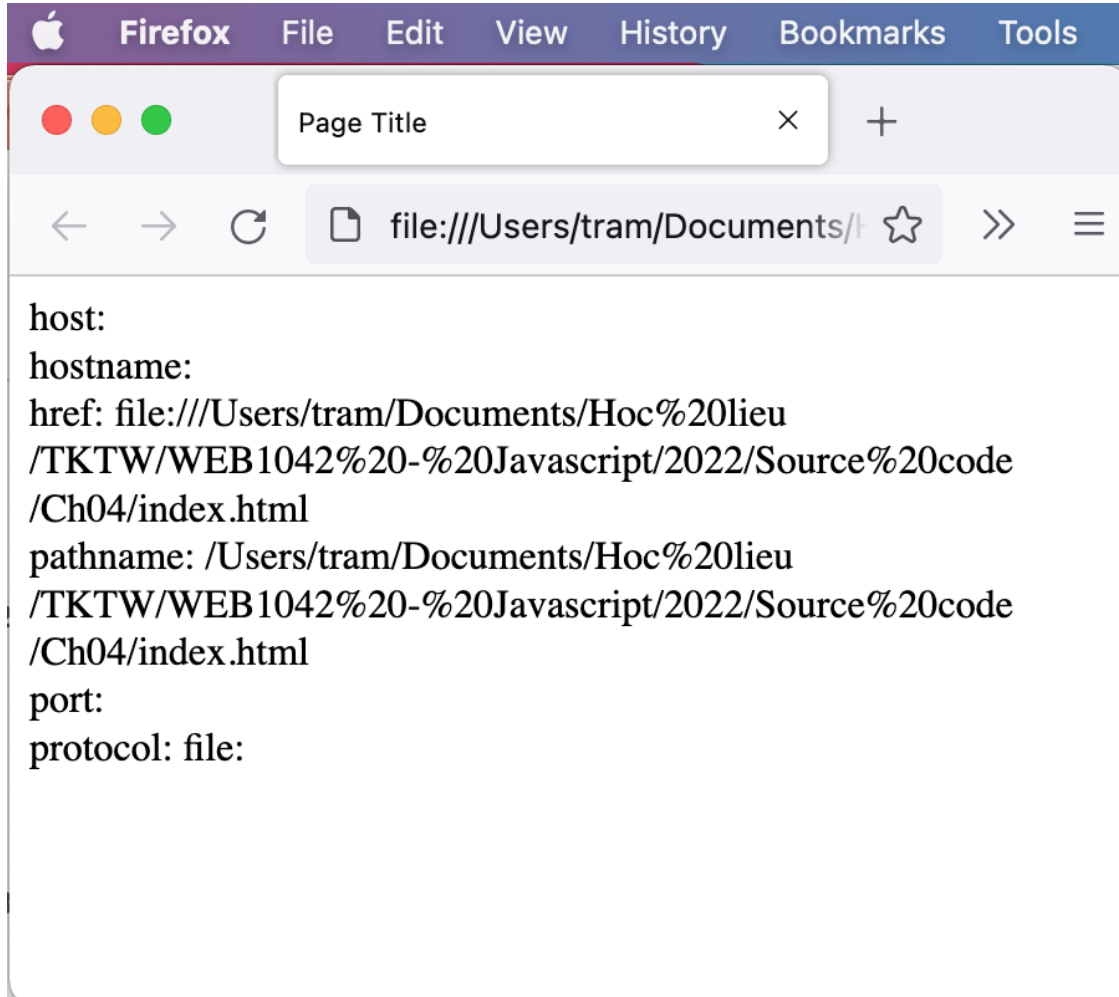 Firefox File Edit View History Bookmarks Tools
Page Title
file:///Users/tram/Documents/
host:
hostname:
href: file:///Users/tram/Documents/Hoc%20lieu
/TKTW/WEB1042%20-%20Javascript/2022/Source%20code
/Ch04/index.html
pathname: /Users/tram/Documents/Hoc%20lieu
/TKTW/WEB1042%20-%20Javascript/2022/Source%20code
/Ch04/index.html
port:
protocol: file: